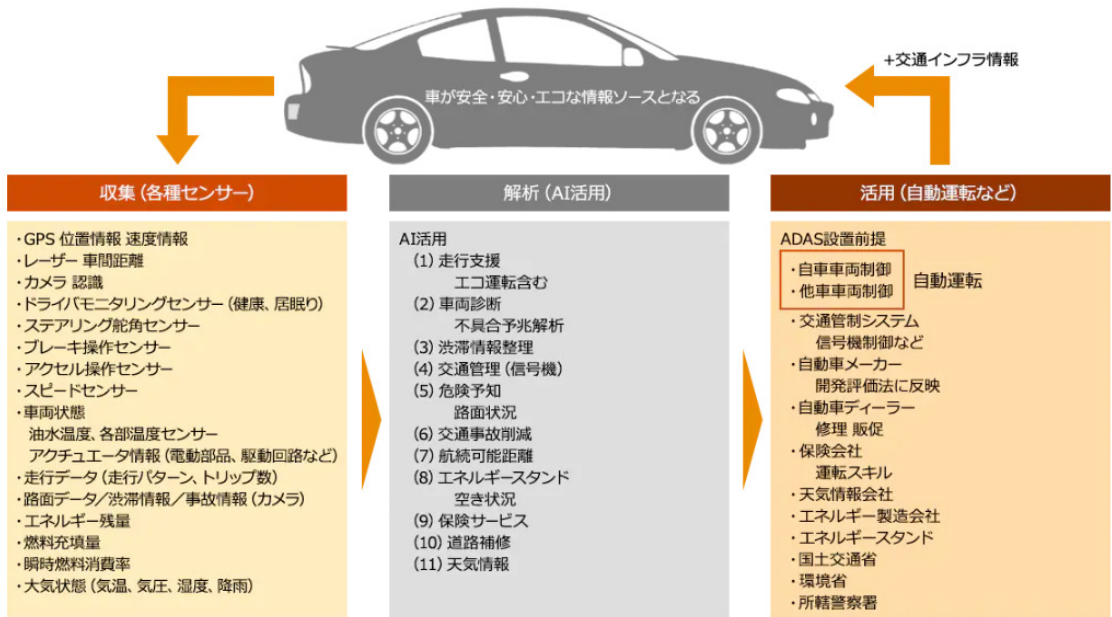 +交通インフラ情報
車が安全・安心・エコな情報ソースとなる
収集(各種センサー)
・GPS 位置情報 速度情報
・レーザー 車間距離
・カメラ 認識
・ドライバモニタリングセンサー(健康、居眠り)
・ステアリング舵角センサー
・ブレーキ操作センサー
・アクセル操作センサー
・スピードセンサー
・車両状態
油水温度、各部温度センサー
アクチュエータ情報(電動部品、駆動回路など)
・走行データ(走行パターン、トリップ数)
・路面データ/渋滞情報/事故情報(カメラ)
・エネルギー残量
・燃料充填量
・瞬時燃料消費率
・大気状態(気温、気圧、湿度、降雨)
解析(AI活用)
AI活用
(1) 走行支援
エコ運転含む
(2) 車両診断
不具合予兆解析
(3) 渋滞情報整理
(4) 交通管理(信号機)
(5) 危険予知
路面状況
(6) 交通事故削減
(7) 航続可能距離
(8) エネルギースタンド
空き状況
(9) 保険サービス
(10) 道路補修
(11) 天気情報
活用(自動運転など)
ADAS設置前提
・自車車両制御
・他車車両制御
自動運転
・交通管制システム
信号機制御など
・自動車メーカー
開発評価法に反映
・自動車ディーラー
修理 販促
・保険会社
運転スキル
・天気情報会社
・エネルギー製造会社
・エネルギースタンド
・国土交通省
・環境省
・所轄警察署